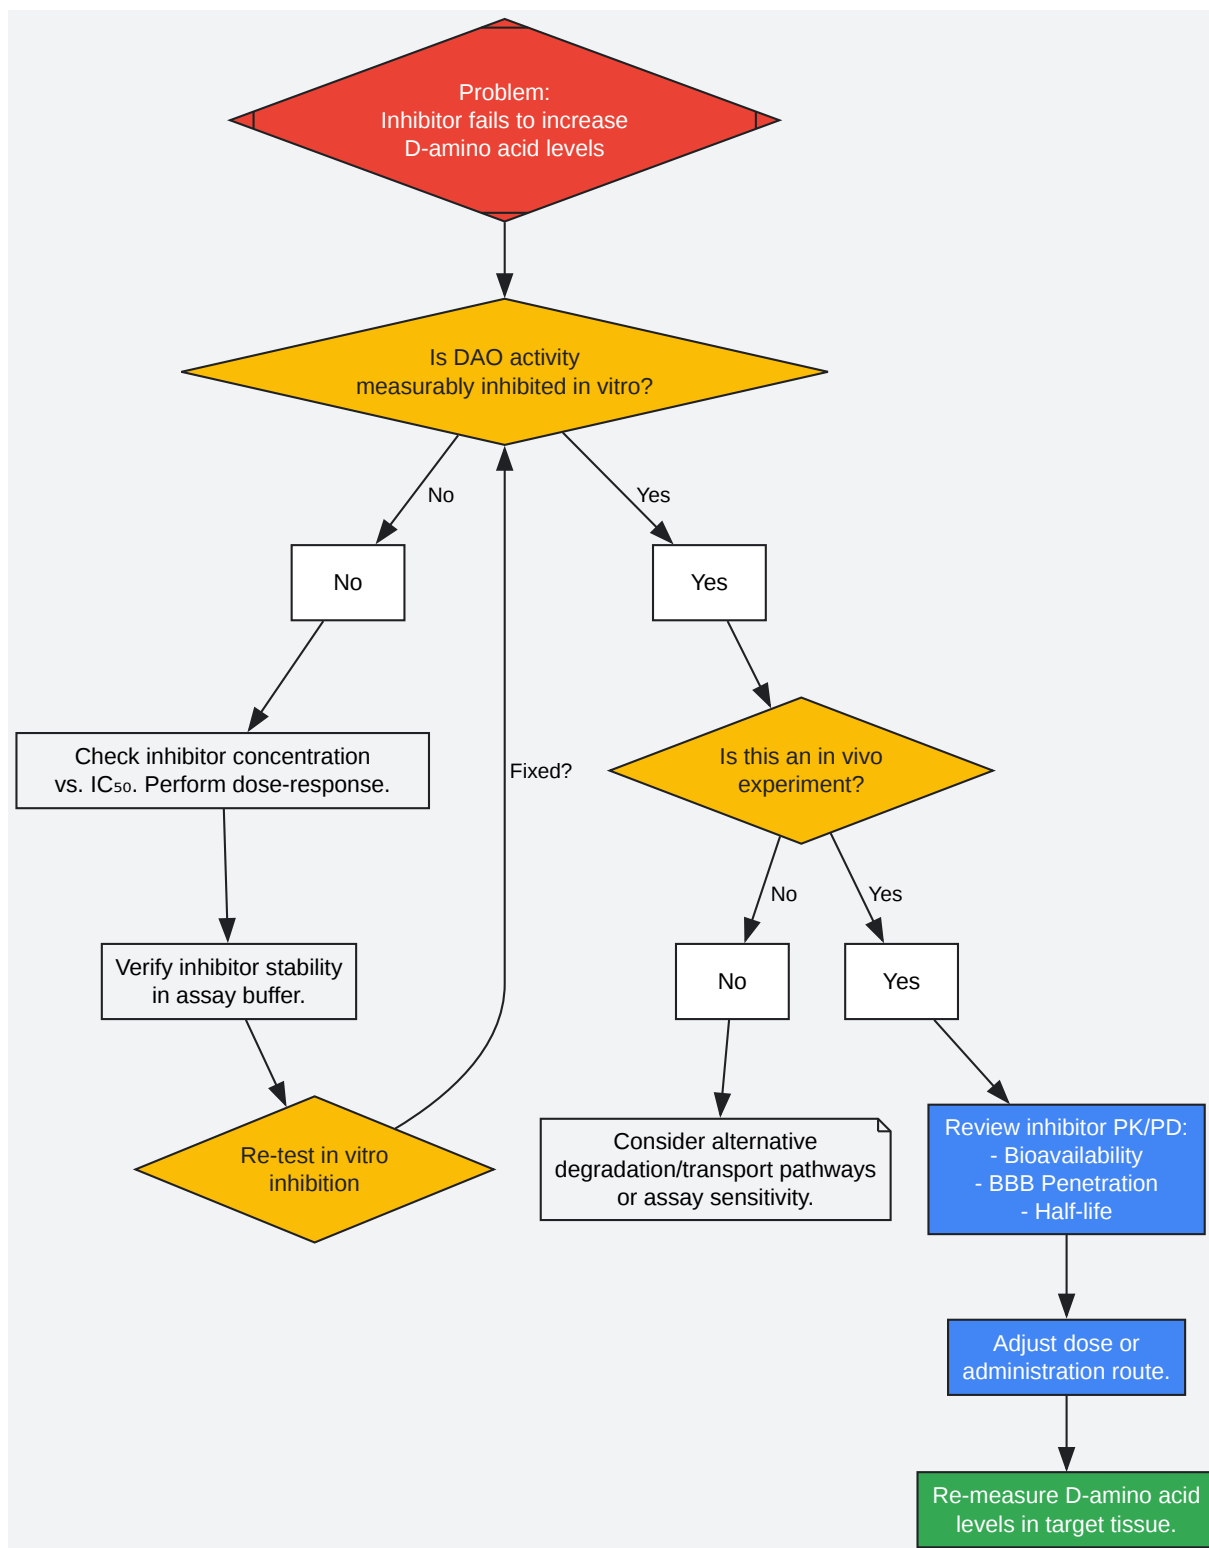 Problem:
Inhibitor fails to increase
D-amino acid levels
Is DAO activity
measurably inhibited in vitro?
No
Yes
No
Yes
Check inhibitor concentration
vs. IC₅₀. Perform dose-response.
Fixed?
Is this an in vivo
experiment?
No
Yes
Verify inhibitor stability
in assay buffer.
No
Yes
Re-test in vitro
inhibition
Consider alternative
degradation/transport pathways
or assay sensitivity.
Review inhibitor PK/PD:
- Bioavailability
- BBB Penetration
- Half-life
Adjust dose or
administration route.
Re-measure D-amino acid
levels in target tissue.